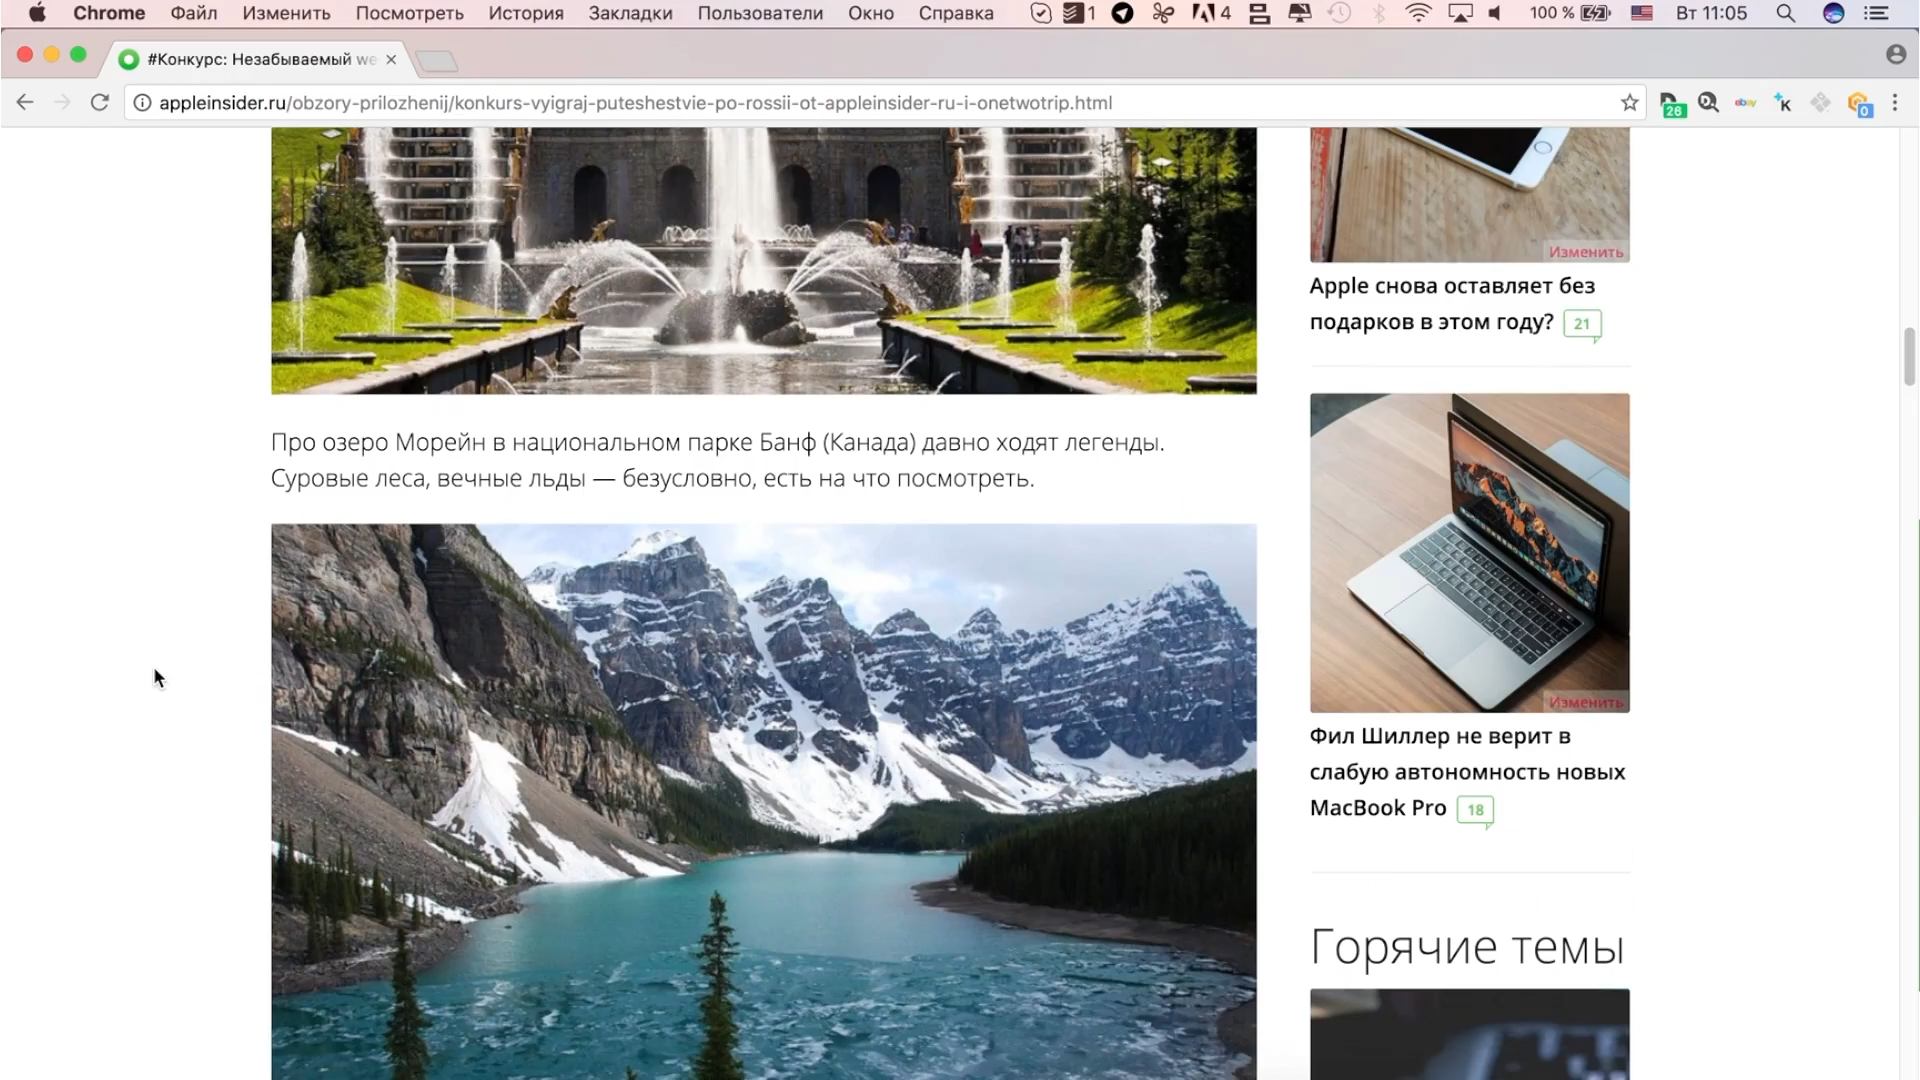 Chrome Файл Изменить Посмотреть История Закладки Пользователи Окно Справка 1 4 100 % Вт 11:05
#Конкурс: Незабываемый we
appleinsider.ru/obzory-prilozhenij/konkurs-vyigraj-puteshestvie-po-rossii-ot-appleinsider-ru-i-onetwotrip.html
26 ebay K 0
Про озеро Морейн в национальном парке Банф (Канада) давно ходят легенды.
Суровые леса, вечные льды — безусловно, есть на что посмотреть.
Изменить
Apple снова оставляет без
подарков в этом году? 21
Изменить
Фил Шиллер не верит в
слабую автономность новых
MacBook Pro 18
Горячие темы